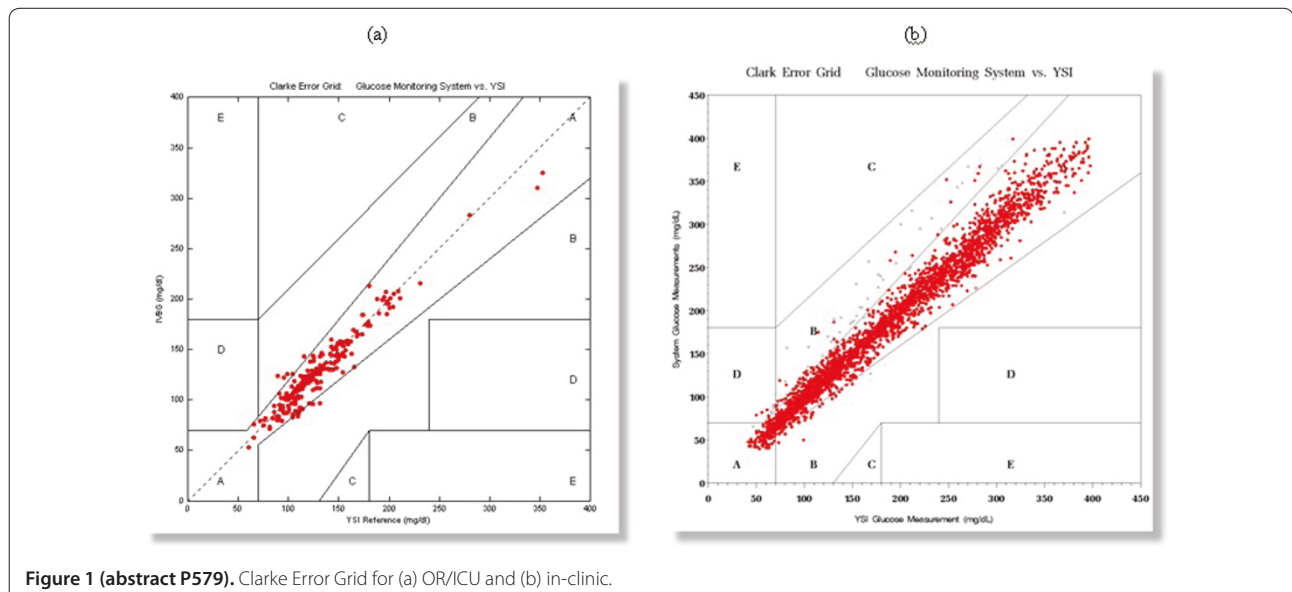 (a)
Clarke Error Grid: Glucose Monitoring System vs. YSI
400
350
300
250
200
150
100
50
0
IVBG (mg/dl)
E
C
B
A
B
D
D
A
C
E
0 50 100 150 200 250 300 350 400
YSI Reference (mg/dl)
(b)
Clark Error Grid Glucose Monitoring System vs. YSI
450
400
350
300
250
200
150
100
50
0
System Glucose Measurements (mg/dL)
E
C
B
D
D
A
B
C
E
0 50 100 150 200 250 300 350 400 450
YSI Glucose Measurement (mg/dL)
Figure 1 (abstract P579). Clarke Error Grid for (a) OR/ICU and (b) in-clinic.